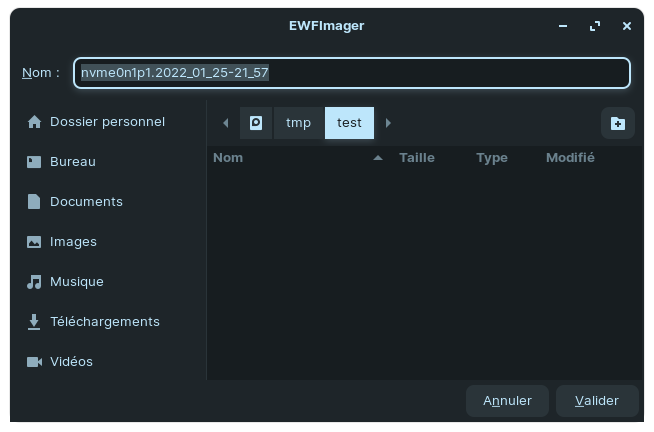 EWFImager
Nom :
nvme0n1p1.2022_01_25-21_57
Dossier personnel
Bureau
Documents
Images
Musique
Téléchargements
Vidéos
tmp
test
Nom Taille Type Modifié
Annuler
Valider